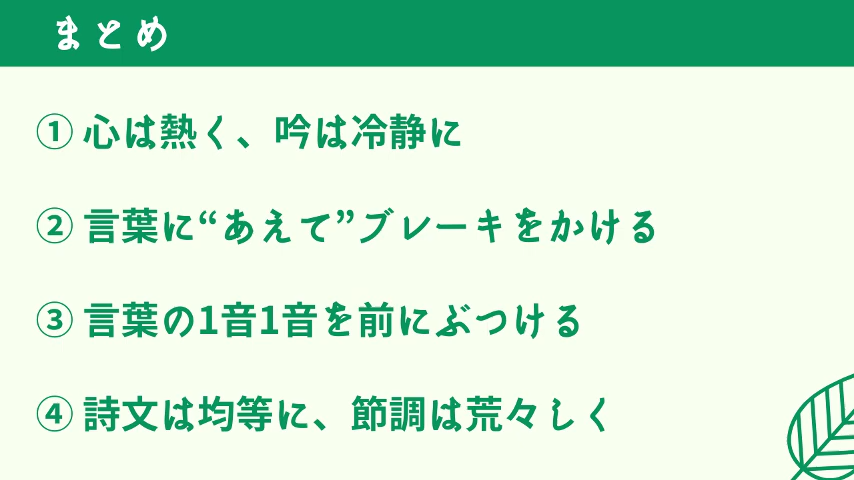 まとめ
① 心は熱く、吟は冷静に
② 言葉に“あえて”ブレーキをかける
③ 言葉の1音1音を前にぶつける
④ 詩文は均等に、節調は荒々しく